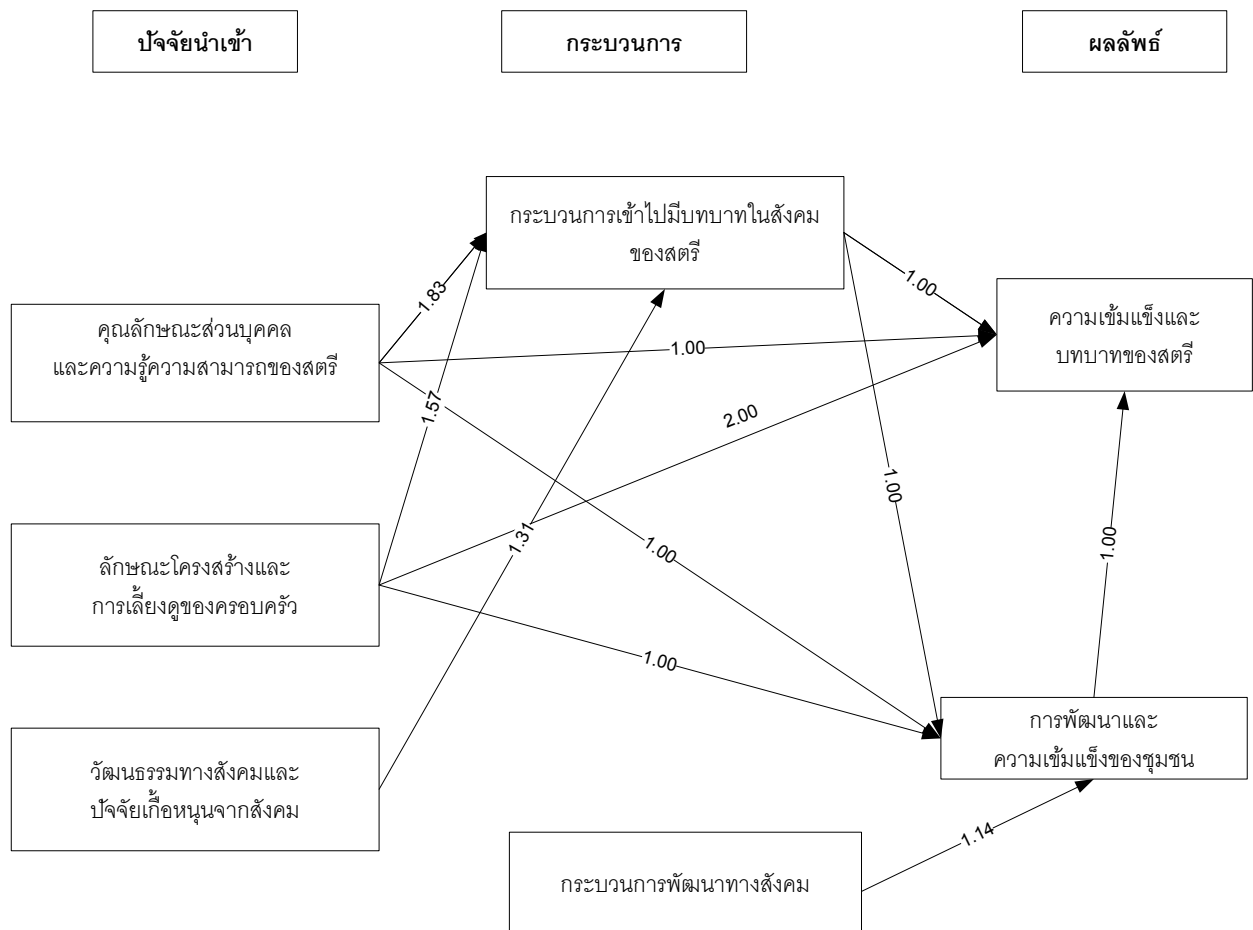 ปัจจัยนำเข้า
กระบวนการ
ผลลัพธ์
กระบวนการเข้าไปมีบทบาทในสังคม
ของสตรี
1.83
1.00
คุณลักษณะส่วนบุคคล
และความรู้ความสามารถของสตรี
ความเข้มแข็งและ
บทบาทของสตรี
1.00
1.57
2.00
1.00
ลักษณะโครงสร้างและ
การเลี้ยงดูของครอบครัว
1.31
1.00
1.00
1.00
การพัฒนาและ
ความเข้มแข็งของชุมชน
วัฒนธรรมทางสังคมและ
ปัจจัยเกื้อหนุนจากสังคม
1.14
กระบวนการพัฒนาทางสังคม